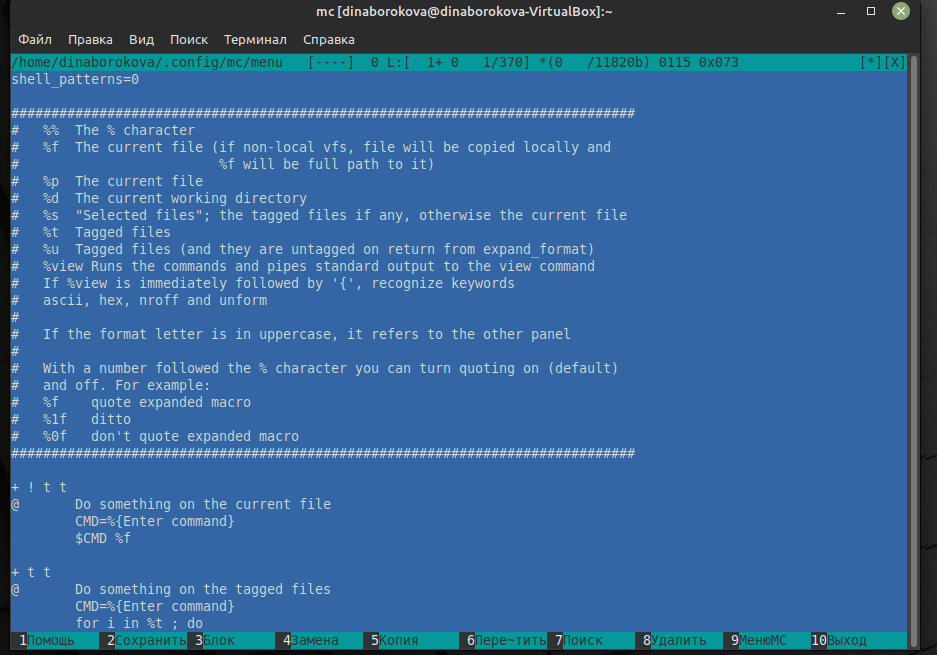 mc [dinaborokova@dinaborokova-VirtualBox]:~
Файл Правка Вид Поиск Терминал Справка
/home/dinaborokova/.config/mc/menu   [----]  0 L:[  1+ 0   1/370] *(0   /11820b) 0115 0x073   [*][X]
shell_patterns=0
##############################################################################
#   %%  The % character
#   %f  The current file (if non-local vfs, file will be copied locally and
#                         %f will be full path to it)
#   %p  The current file
#   %d  The current working directory
#   %s  "Selected files"; the tagged files if any, otherwise the current file
#   %t  Tagged files
#   %u  Tagged files (and they are untagged on return from expand_format)
#   %view Runs the commands and pipes standard output to the view command
#   If %view is immediately followed by '{', recognize keywords
#   ascii, hex, nroff and unform
#
#   If the format letter is in uppercase, it refers to the other panel
#
#   With a number followed the % character you can turn quoting on (default)
#   and off. For example:
#   %f    quote expanded macro
#   %1f   ditto
#   %0f   don't quote expanded macro
##############################################################################
+ ! t t
@       Do something on the current file
        CMD=%{Enter command}
        $CMD %f
+ t t
@       Do something on the tagged files
        CMD=%{Enter command}
        for i in %t ; do
1Помощь 2Сохранить 3Блок 4Замена 5Копия 6Пере~тить 7Поиск 8Удалить 9МенюМС 10Выход